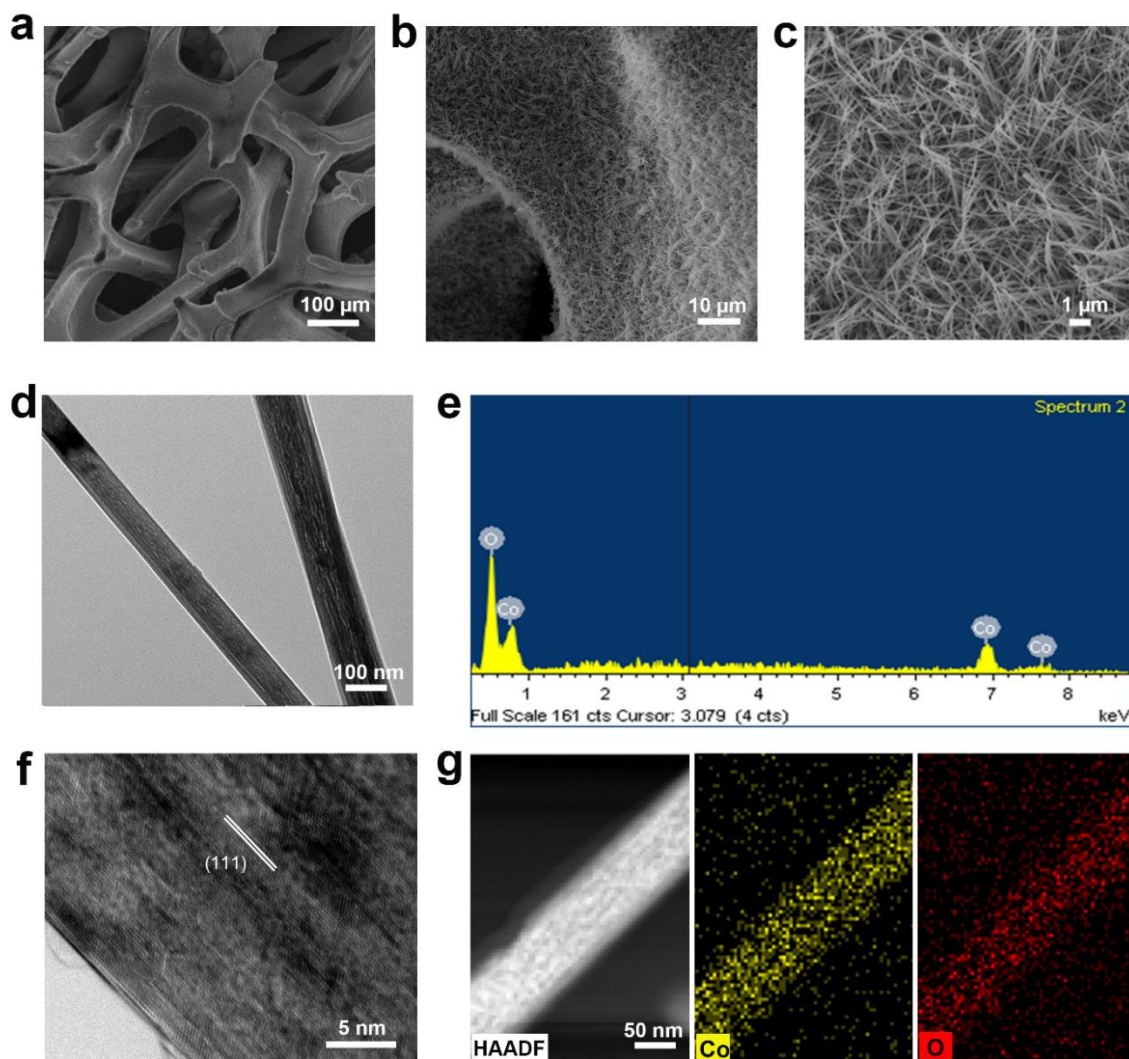 a
b
c
100 µm
10 µm
1 µm
d
e
100 nm
Spectrum 2
O
Co
Co
Co
1 2 3 4 5 6 7 8
Full Scale 161 cts Cursor: 3.079 (4 cts) keV
f
g
(111)
5 nm
HAADF
50 nm
Co
O